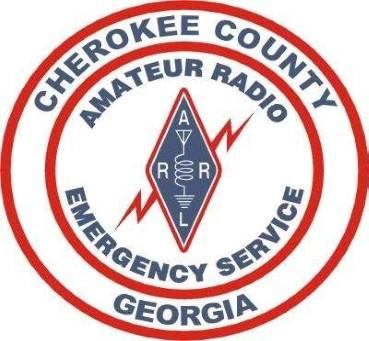 CHEROKEE COUNTY
AMATEUR RADIO
A
R R
L
EMERGENCY SERVICE
GEORGIA